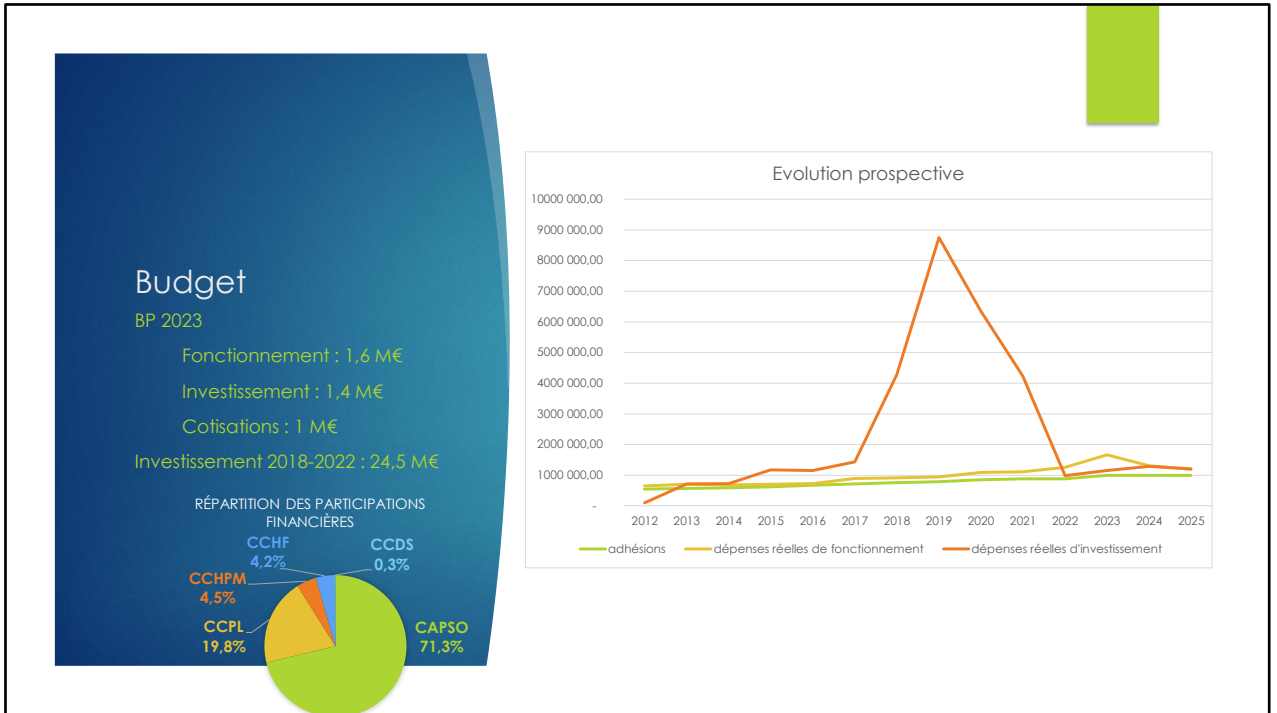 Budget
BP 2023
Fonctionnement : 1,6 M€
Investissement : 1,4 M€
Cotisations : 1 M€
Investissement 2018-2022 : 24,5 M€
RÉPARTITION DES PARTICIPATIONS
FINANCIÈRES
CCHF
4,2%
CCDS
0,3%
CCHPM
4,5%
CCPL
19,8%
CAPSO
71,3%
Evolution prospective
10000 000,00
9000 000,00
8000 000,00
7000 000,00
6000 000,00
5000 000,00
4000 000,00
3000 000,00
2000 000,00
1000 000,00
-
2012 2013 2014 2015 2016 2017 2018 2019 2020 2021 2022 2023 2024 2025
adhésions dépenses réelles de fonctionnement dépenses réelles d'investissement